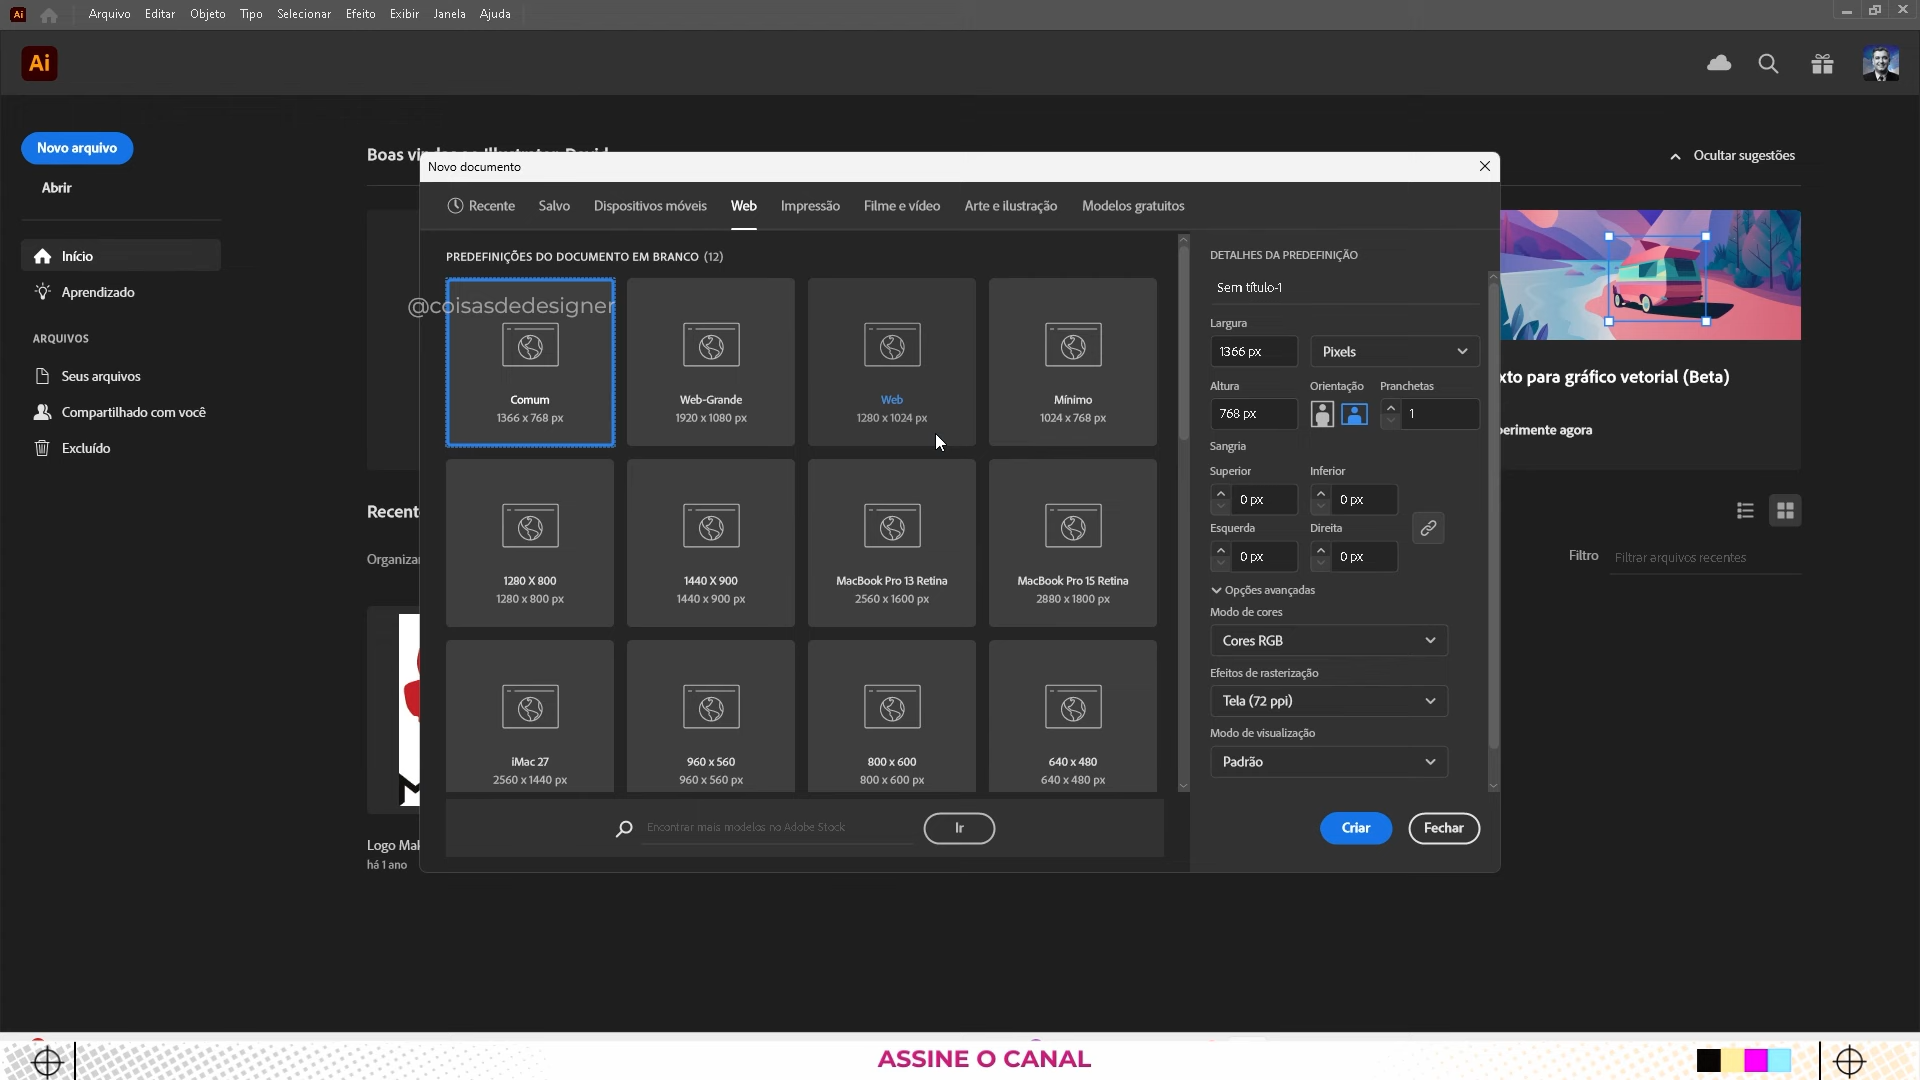 Ai
Arquivo Editar Objeto Tipo Selecionar Efeito Exibir Janela Ajuda
Ai
Novo arquivo
Abrir
Início
Aprendizado
ARQUIVOS
Seus arquivos
Compartilhado com você
Excluído
Boas vin
Ocultar sugestões
Novo documento
Recente Salvo Dispositivos móveis Web Impressão Filme e vídeo Arte e ilustração Modelos gratuitos
PREDEFINIÇÕES DO DOCUMENTO EM BRANCO (12)
@coisasdedesigner
Comum
1366 x 768 px
Web-Grande
1920 x 1080 px
Web
1280 x 1024 px
Mínimo
1024 x 768 px
1280 X 800
1280 x 800 px
1440 X 900
1440 x 900 px
MacBook Pro 13 Retina
2560 x 1600 px
MacBook Pro 15 Retina
2880 x 1800 px
iMac 27
2560 x 1440 px
960 x 560
960 x 560 px
800 x 600
800 x 600 px
640 x 480
640 x 480 px
Encontrar mais modelos no Adobe Stock
Ir
DETALHES DA PREDEFINIÇÃO
Sem título-1
Largura
1366 px Pixels
Altura Orientação Pranchetas
768 px 1
Sangria
Superior Inferior
0 px 0 px
Esquerda Direita
0 px 0 px
Opções avançadas
Modo de cores
Cores RGB
Efeitos de rasterização
Tela (72 ppi)
Modo de visualização
Padrão
Criar Fechar
xto para gráfico vetorial (Beta)
perimente agora
Recent
Organizar
Filtro Filtrar arquivos recentes
Logo Mak
há 1 ano
ASSINE O CANAL